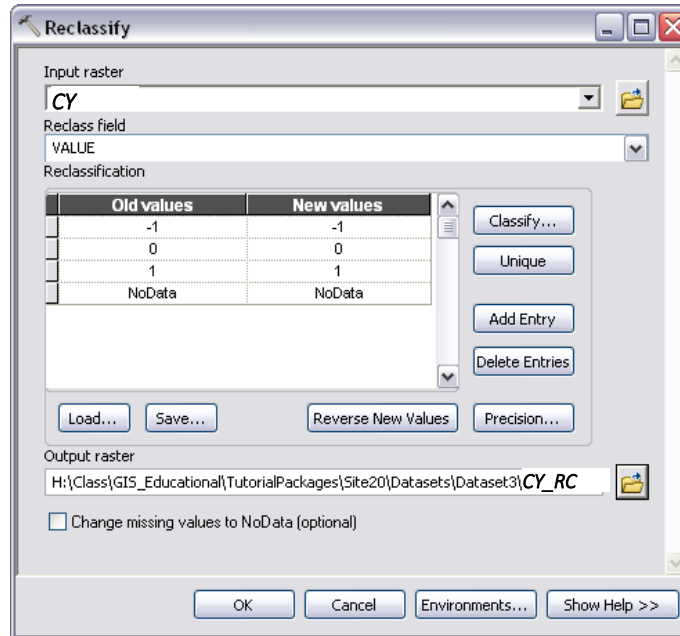 Reclassify
Input raster
CY
Reclass field
VALUE
Reclassification
Old values New values
-1 -1
0 0
1 1
NoData NoData
Classify...
Unique
Add Entry
Delete Entries
Load... Save... Reverse New Values Precision...
Output raster
H:\Class\GIS_Educational\TutorialPackages\Site20\Datasets\Dataset3\CY_RC
Change missing values to NoData (optional)
OK Cancel Environments... Show Help >>